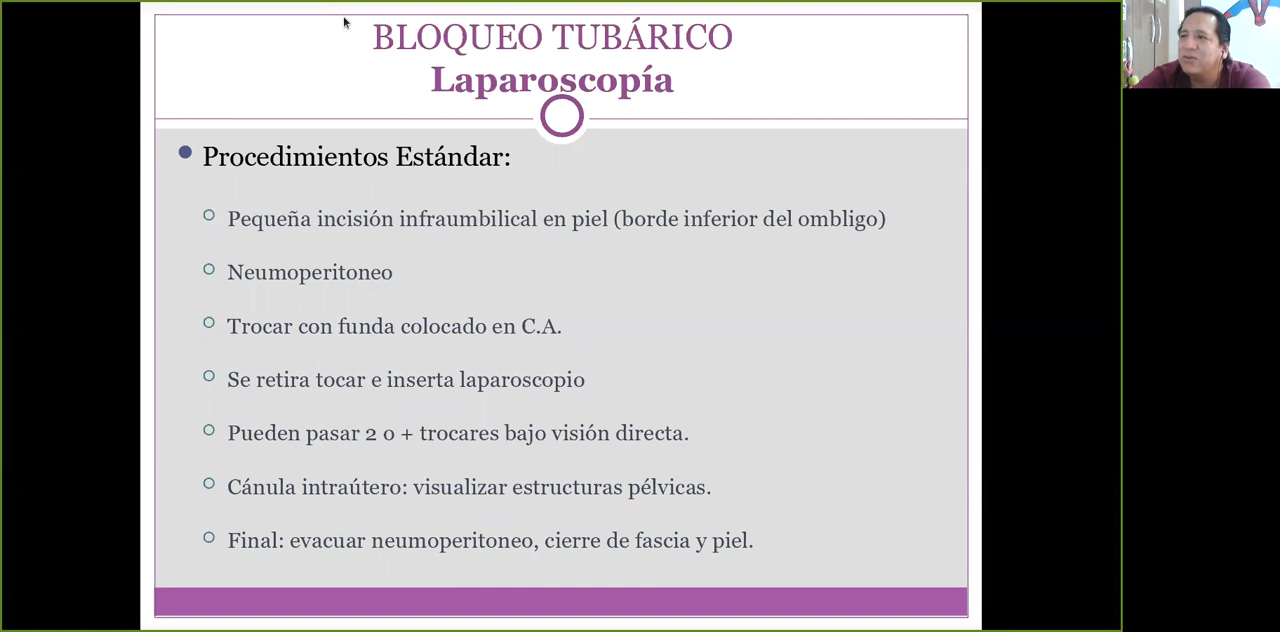 BLOQUEO TUBÁRICO
Laparoscopía
Procedimientos Estándar:
Pequeña incisión infraumbilical en piel (borde inferior del ombligo)
Neumoperitoneo
Trocar con funda colocado en C.A.
Se retira tocar e inserta laparoscopio
Pueden pasar 2 o + trocares bajo visión directa.
Cánula intraútero: visualizar estructuras pélvicas.
Final: evacuar neumoperitoneo, cierre de fascia y piel.